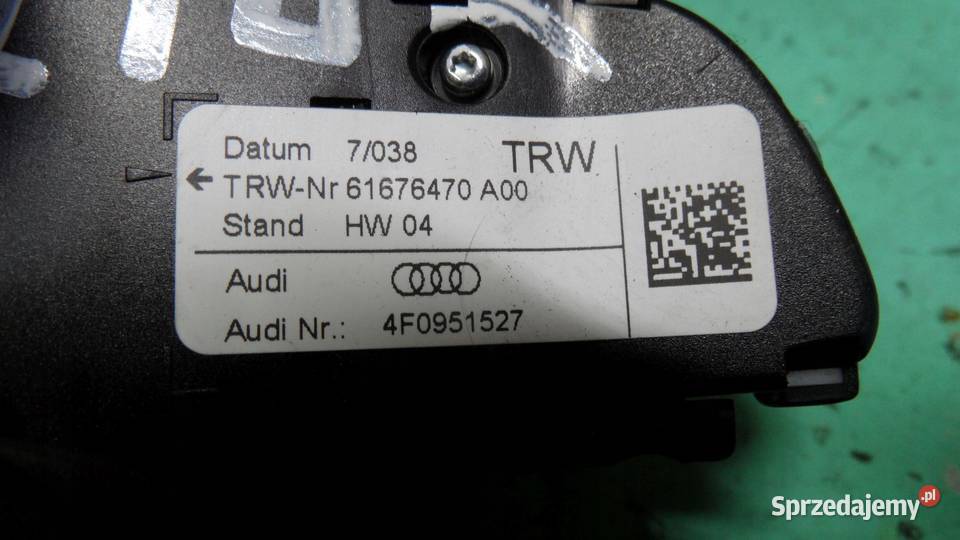 Datum 7/038 TRW
TRW-Nr 61676470 A00
Stand HW 04
Audi
Audi Nr.: 4F0951527
Sprzedajemy.pl